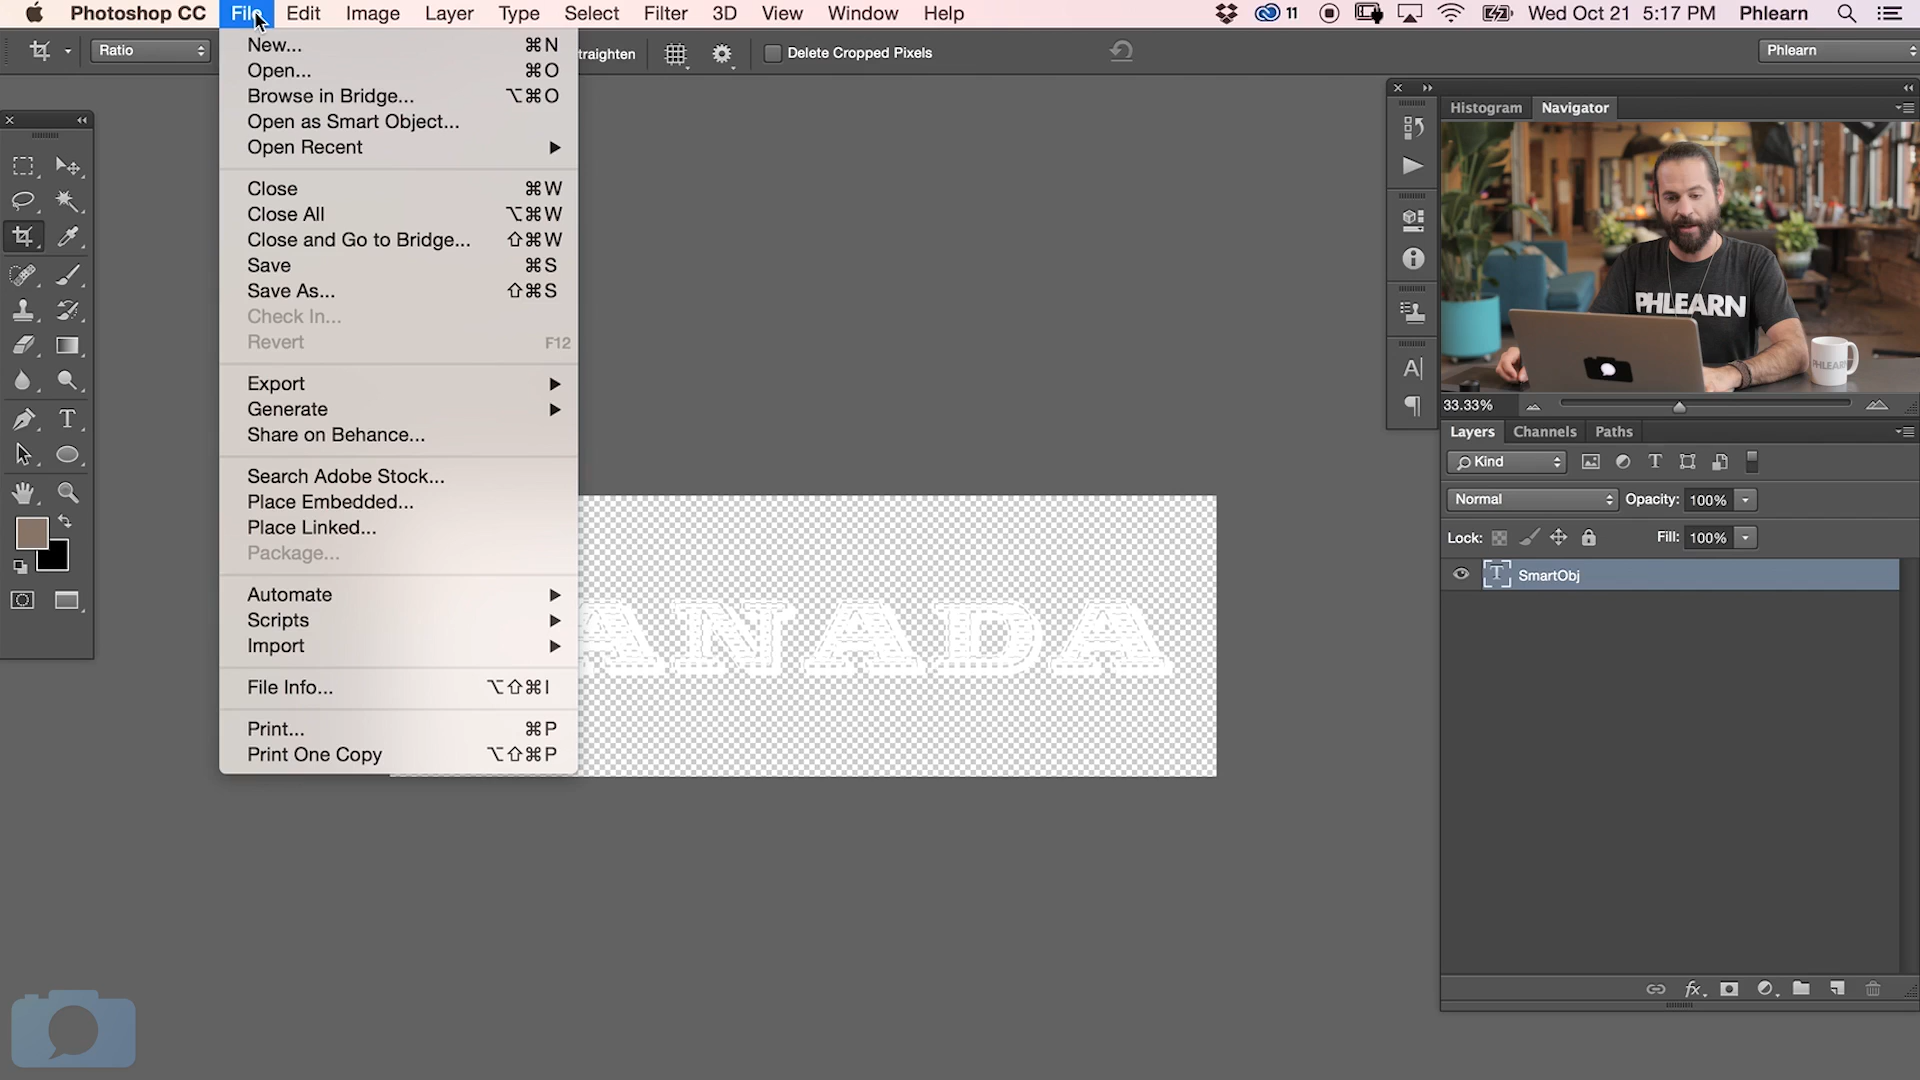 Photoshop CC File Edit Image Layer Type Select Filter 3D View Window Help 11 Wed Oct 21 5:17 PM Phlearn
Ratio traighten Delete Cropped Pixels Phlearn
New... ⌘N
Open... ⌘O
Browse in Bridge... ⌥⌘O
Open as Smart Object...
Open Recent
Close ⌘W
Close All ⌥⌘W
Close and Go to Bridge... ⇧⌘W
Save ⌘S
Save As... ⇧⌘S
Check In...
Revert F12
Export
Generate
Share on Behance...
Search Adobe Stock...
Place Embedded...
Place Linked...
Package...
Automate
Scripts
Import
File Info... ⌥⇧⌘I
Print... ⌘P
Print One Copy ⌥⇧⌘P
ANADA
Histogram Navigator
PHLEARN
PHLEARN
33.33%
Layers Channels Paths
Kind
Normal Opacity: 100%
Lock: Fill: 100%
SmartObj